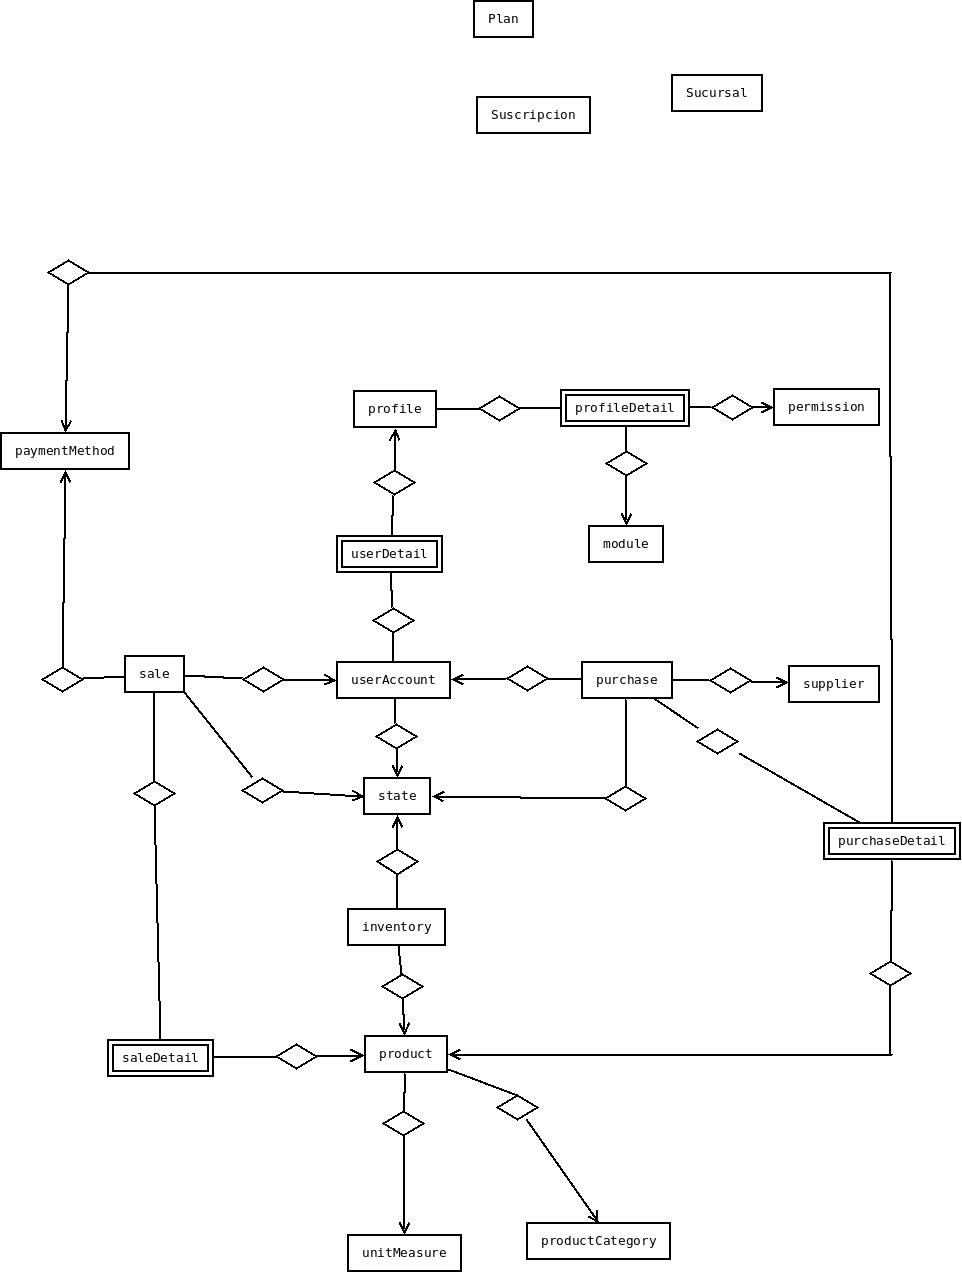 Plan
Sucursal
Suscripcion
profile
profileDetail
permission
paymentMethod
module
userDetail
sale
userAccount
purchase
supplier
state
purchaseDetail
inventory
saleDetail
product
productCategory
unitMeasure